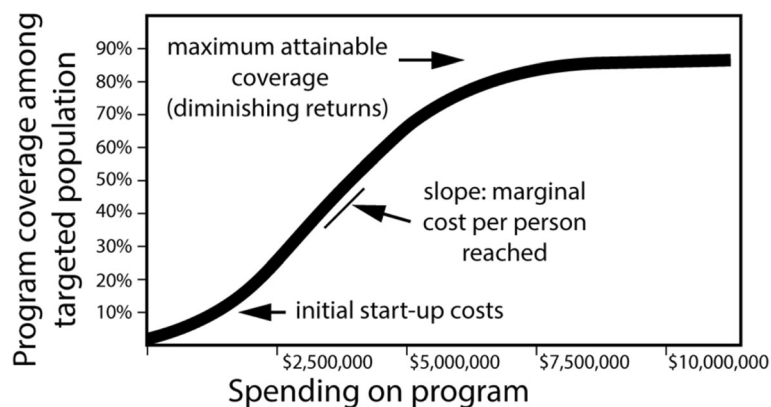 Program coverage among
targeted population
90%
80%
70%
60%
50%
40%
30%
20%
10%
maximum attainable
coverage
(diminishing returns)
slope: marginal
cost per person
reached
initial start-up costs
$2,500,000
$5,000,000
$7,500,000
$10,000,000
Spending on program